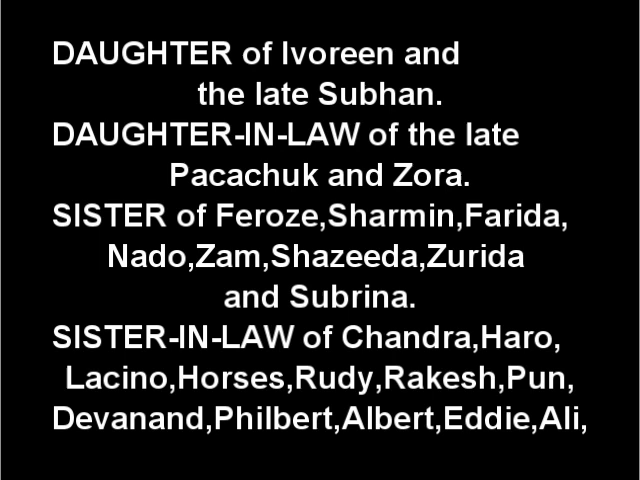 DAUGHTER of Ivoreen and
the late Subhan.
DAUGHTER-IN-LAW of the late
Pacachuk and Zora.
SISTER of Feroze,Sharmin,Farida,
Nado,Zam,Shazeeda,Zurida
and Subrina.
SISTER-IN-LAW of Chandra,Haro,
Lacino,Horses,Rudy,Rakesh,Pun,
Devanand,Philbert,Albert,Eddie,Ali,